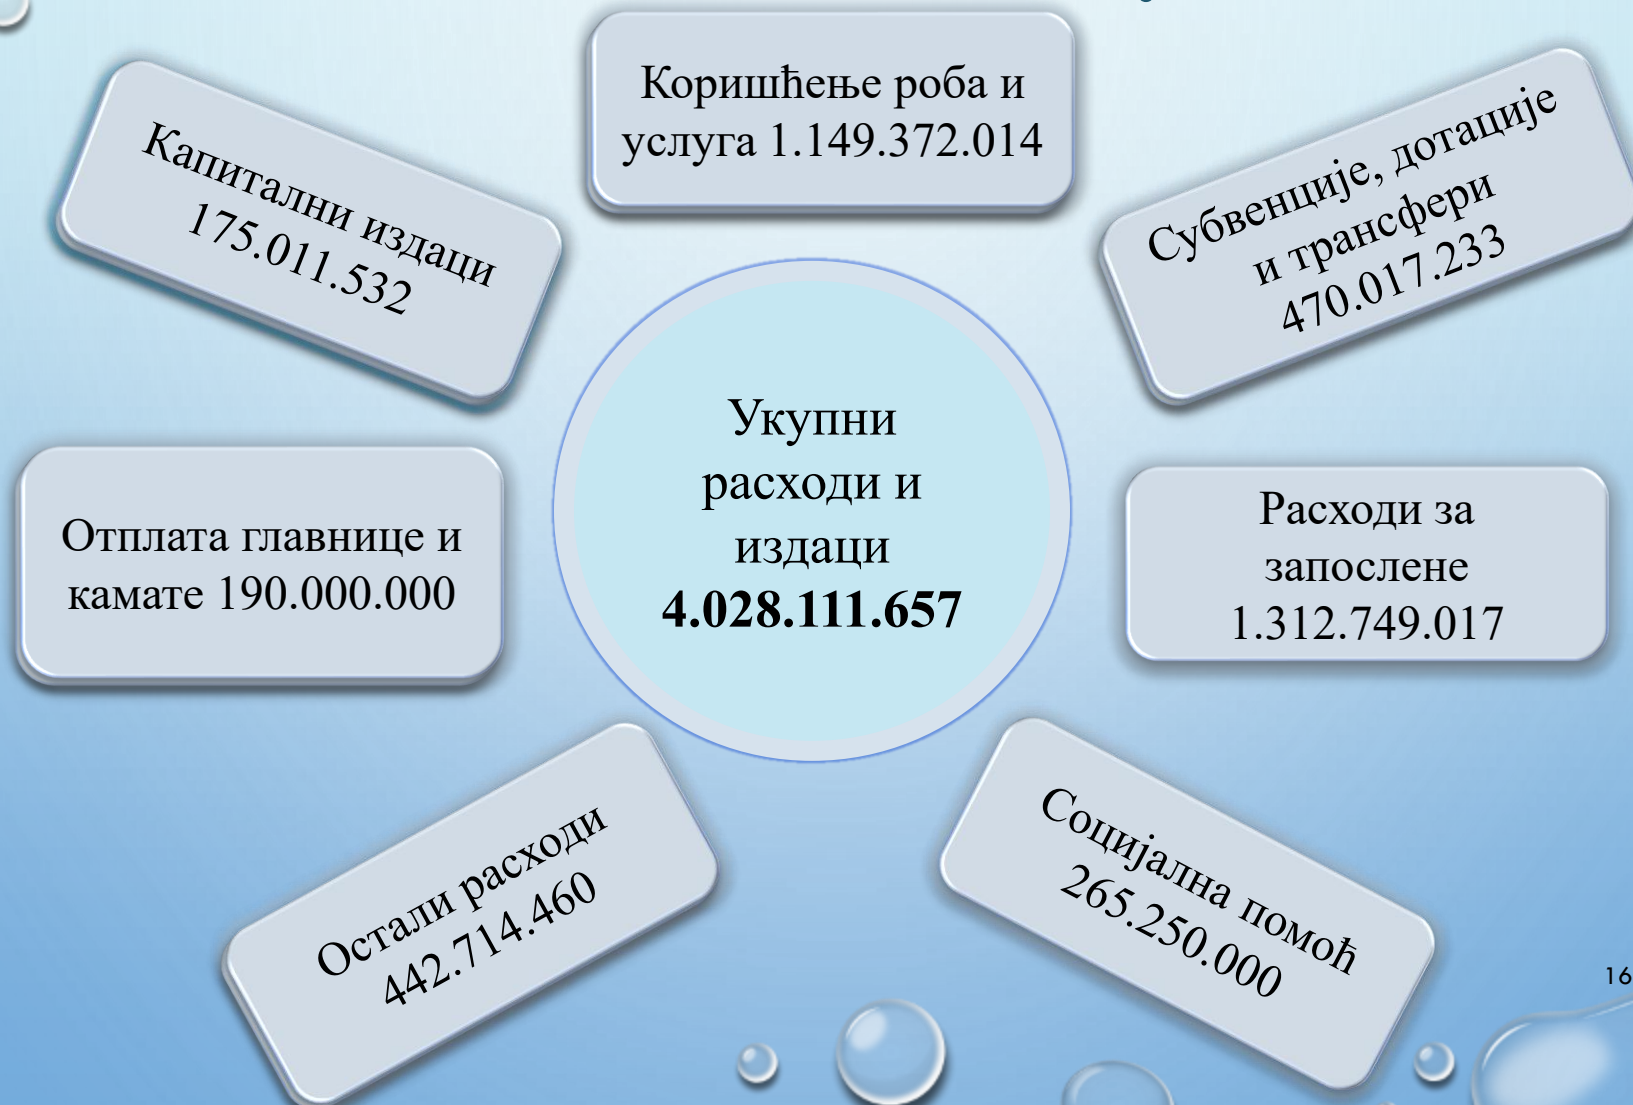 Коришћење роба и
услуга 1.149.372.014
Капитални издаци
175.011.532
Субвенције, дотације
и трансфери
470.017.233
Укупни
расходи и
издаци
4.028.111.657
Отплата главнице и
камате 190.000.000
Расходи за
запослене
1.312.749.017
Остали расходи
442.714.460
Социјална помоћ
265.250.000
16